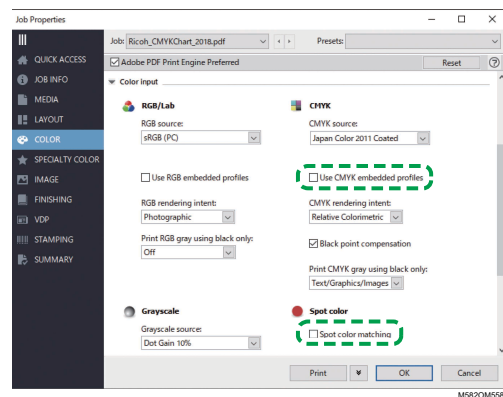 Job Properties
Job: Ricoh_CMYKChart_2018.pdf Presets:
QUICK ACCESS
JOB INFO
MEDIA
LAYOUT
COLOR
SPECIALTY COLOR
IMAGE
FINISHING
VDP
STAMPING
SUMMARY
Adobe PDF Print Engine Preferred Reset ?
Color input
RGB/Lab
RGB source:
sRGB (PC)
Use RGB embedded profiles
RGB rendering intent:
Photographic
Print RGB gray using black only:
Off
CMYK
CMYK source:
Japan Color 2011 Coated
Use CMYK embedded profiles
CMYK rendering intent:
Relative Colorimetric
Black point compensation
Print CMYK gray using black only:
Text/Graphics/Images
Grayscale
Grayscale source:
Dot Gain 10%
Spot color
Spot color matching
Print OK Cancel
M582OM558